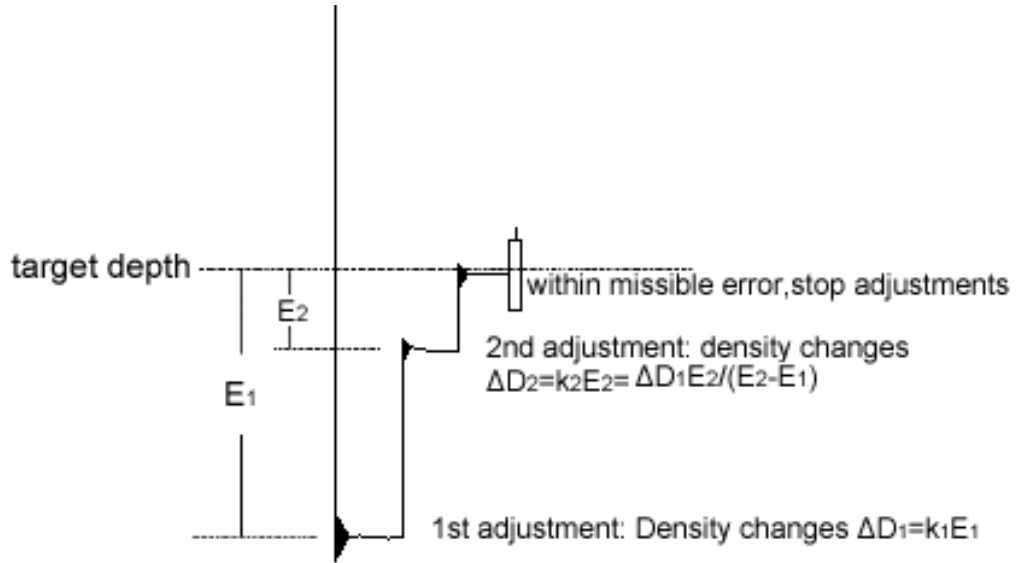 target depth
E2
within missible error,stop adjustments
2nd adjustment: density changes
ΔD2=k2E2= ΔD1E2/(E2-E1)
E1
1st adjustment: Density changes ΔD1=k1E1